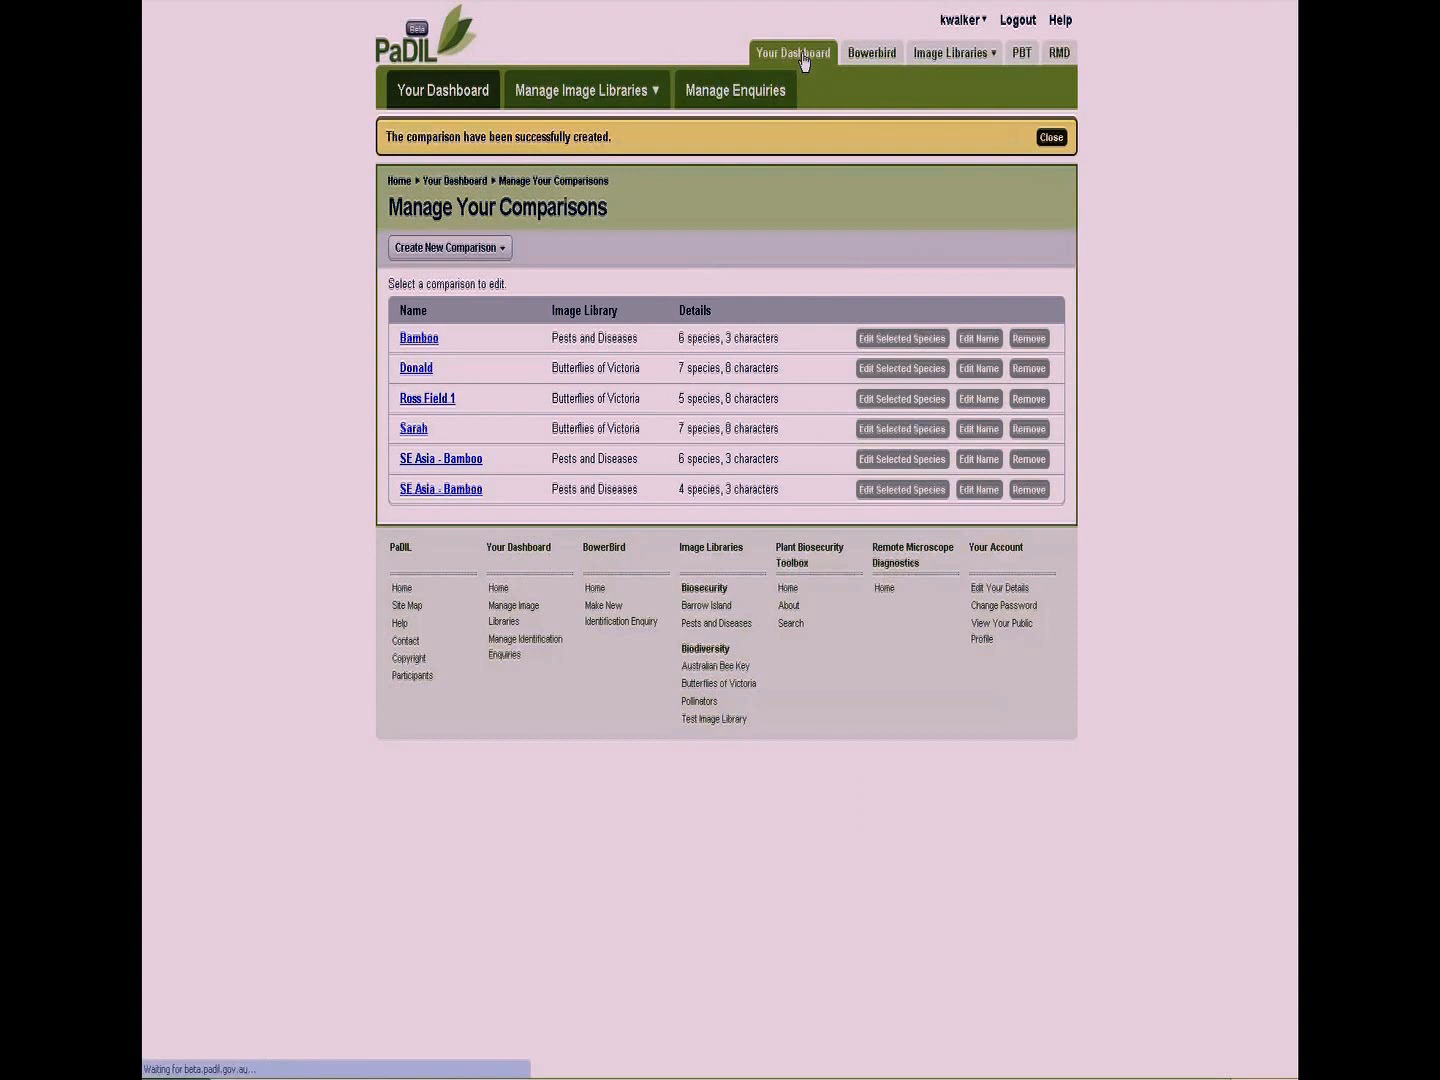 Beta
PaDIL
kwalker ▾ Logout Help
Your Dashboard Bowerbird Image Libraries ▾ PBT RMD
Your Dashboard Manage Image Libraries ▾ Manage Enquiries
The comparison have been successfully created. Close
Home ▸ Your Dashboard ▸ Manage Your Comparisons
Manage Your Comparisons
Create New Comparison ▾
Select a comparison to edit.
Name Image Library Details
Bamboo Pests and Diseases 6 species, 3 characters Edit Selected Species Edit Name Remove
Donald Butterflies of Victoria 7 species, 8 characters Edit Selected Species Edit Name Remove
Ross Field 1 Butterflies of Victoria 5 species, 8 characters Edit Selected Species Edit Name Remove
Sarah Butterflies of Victoria 7 species, 8 characters Edit Selected Species Edit Name Remove
SE Asia - Bamboo Pests and Diseases 6 species, 3 characters Edit Selected Species Edit Name Remove
SE Asia - Bamboo Pests and Diseases 4 species, 3 characters Edit Selected Species Edit Name Remove
PaDIL
Home
Site Map
Help
Contact
Copyright
Participants
Your Dashboard
Home
Manage Image
Libraries
Manage Identification
Enquiries
BowerBird
Home
Make New
Identification Enquiry
Image Libraries
Biosecurity
Barrow Island
Pests and Diseases
Biodiversity
Australian Bee Key
Butterflies of Victoria
Pollinators
Test Image Library
Plant Biosecurity
Toolbox
Home
About
Search
Remote Microscope
Diagnostics
Home
Your Account
Edit Your Details
Change Password
View Your Public
Profile
Waiting for beta.padil.gov.au...